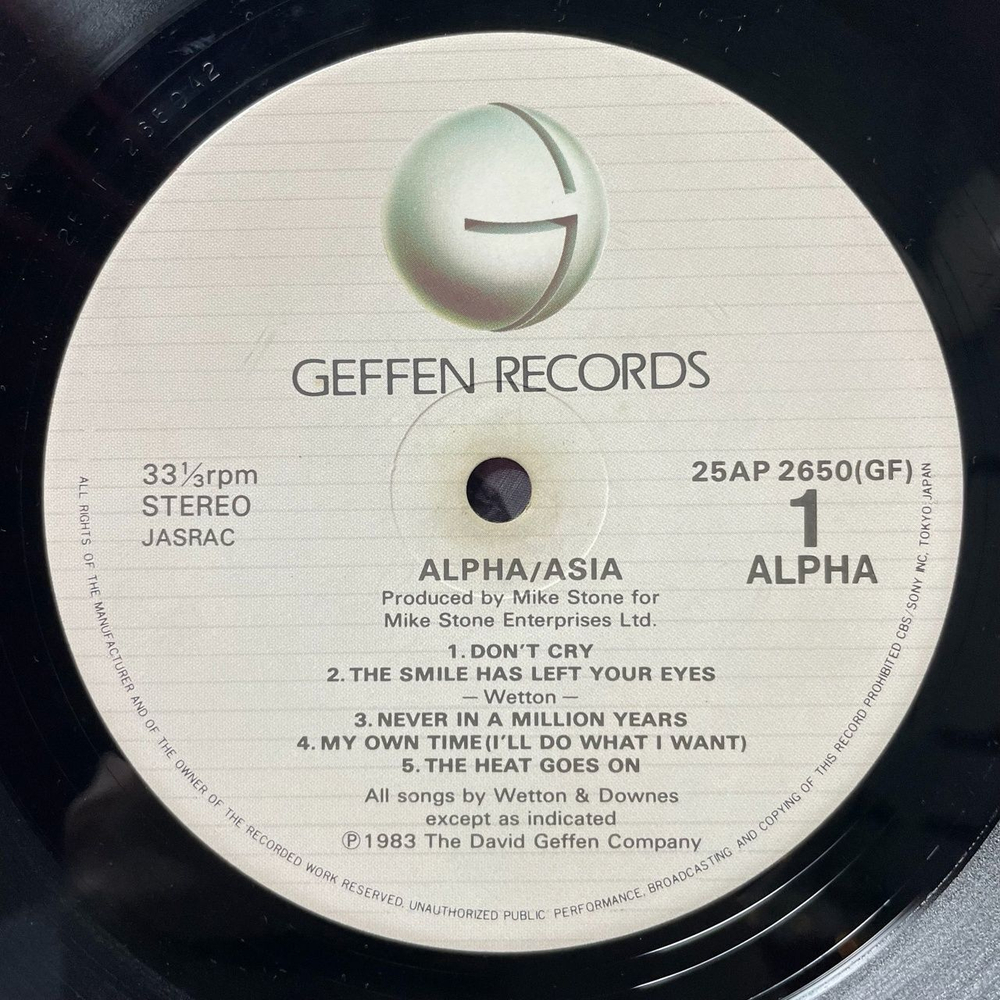 GEFFEN RECORDS
33⅓rpm
STEREO
JASRAC
25AP 2650(GF)
1
ALPHA
ALPHA/ASIA
Produced by Mike Stone for
Mike Stone Enterprises Ltd.
1. DON'T CRY
2. THE SMILE HAS LEFT YOUR EYES
— Wetton —
3. NEVER IN A MILLION YEARS
4. MY OWN TIME (I'LL DO WHAT I WANT)
5. THE HEAT GOES ON
All songs by Wetton & Downes
except as indicated
Ⓟ1983 The David Geffen Company
ALL RIGHTS OF THE MANUFACTURER AND OF THE OWNER OF THE RECORDED WORK RESERVED. UNAUTHORIZED PUBLIC PERFORMANCE, BROADCASTING AND COPYING OF THIS RECORD PROHIBITED CBS/SONY INC. TOKYO JAPAN